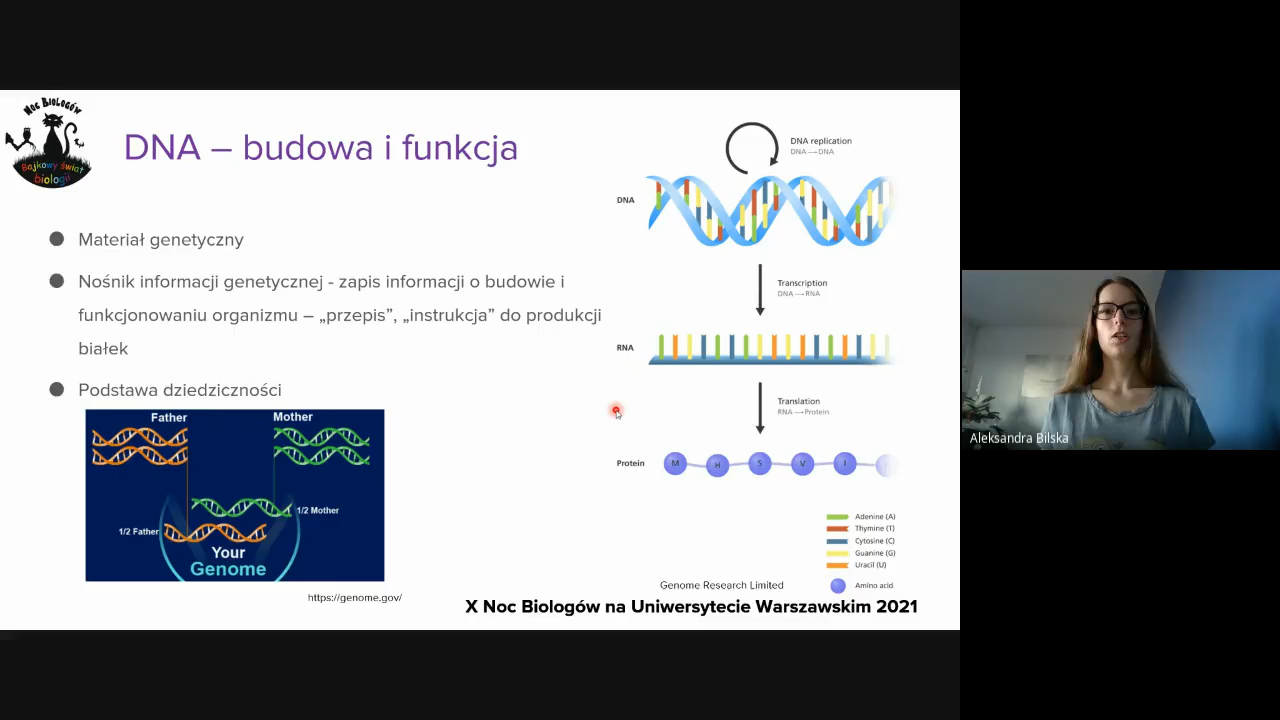 Noc Biologów
Bajkowy świat
biologii
DNA – budowa i funkcja
Materiał genetyczny
Nośnik informacji genetycznej - zapis informacji o budowie i
funkcjonowaniu organizmu – „przepis”, „instrukcja” do produkcji
białek
Podstawa dziedziczności
Father
Mother
1/2 Mother
1/2 Father
Your
Genome
https://genome.gov/
DNA replication
DNA → DNA
DNA
Transcription
DNA → RNA
RNA
Translation
RNA → Protein
Protein
M H S V I
Adenine (A)
Thymine (T)
Cytosine (C)
Guanine (G)
Uracil (U)
Amino acid
Genome Research Limited
X Noc Biologów na Uniwersytecie Warszawskim 2021
Aleksandra Bilska